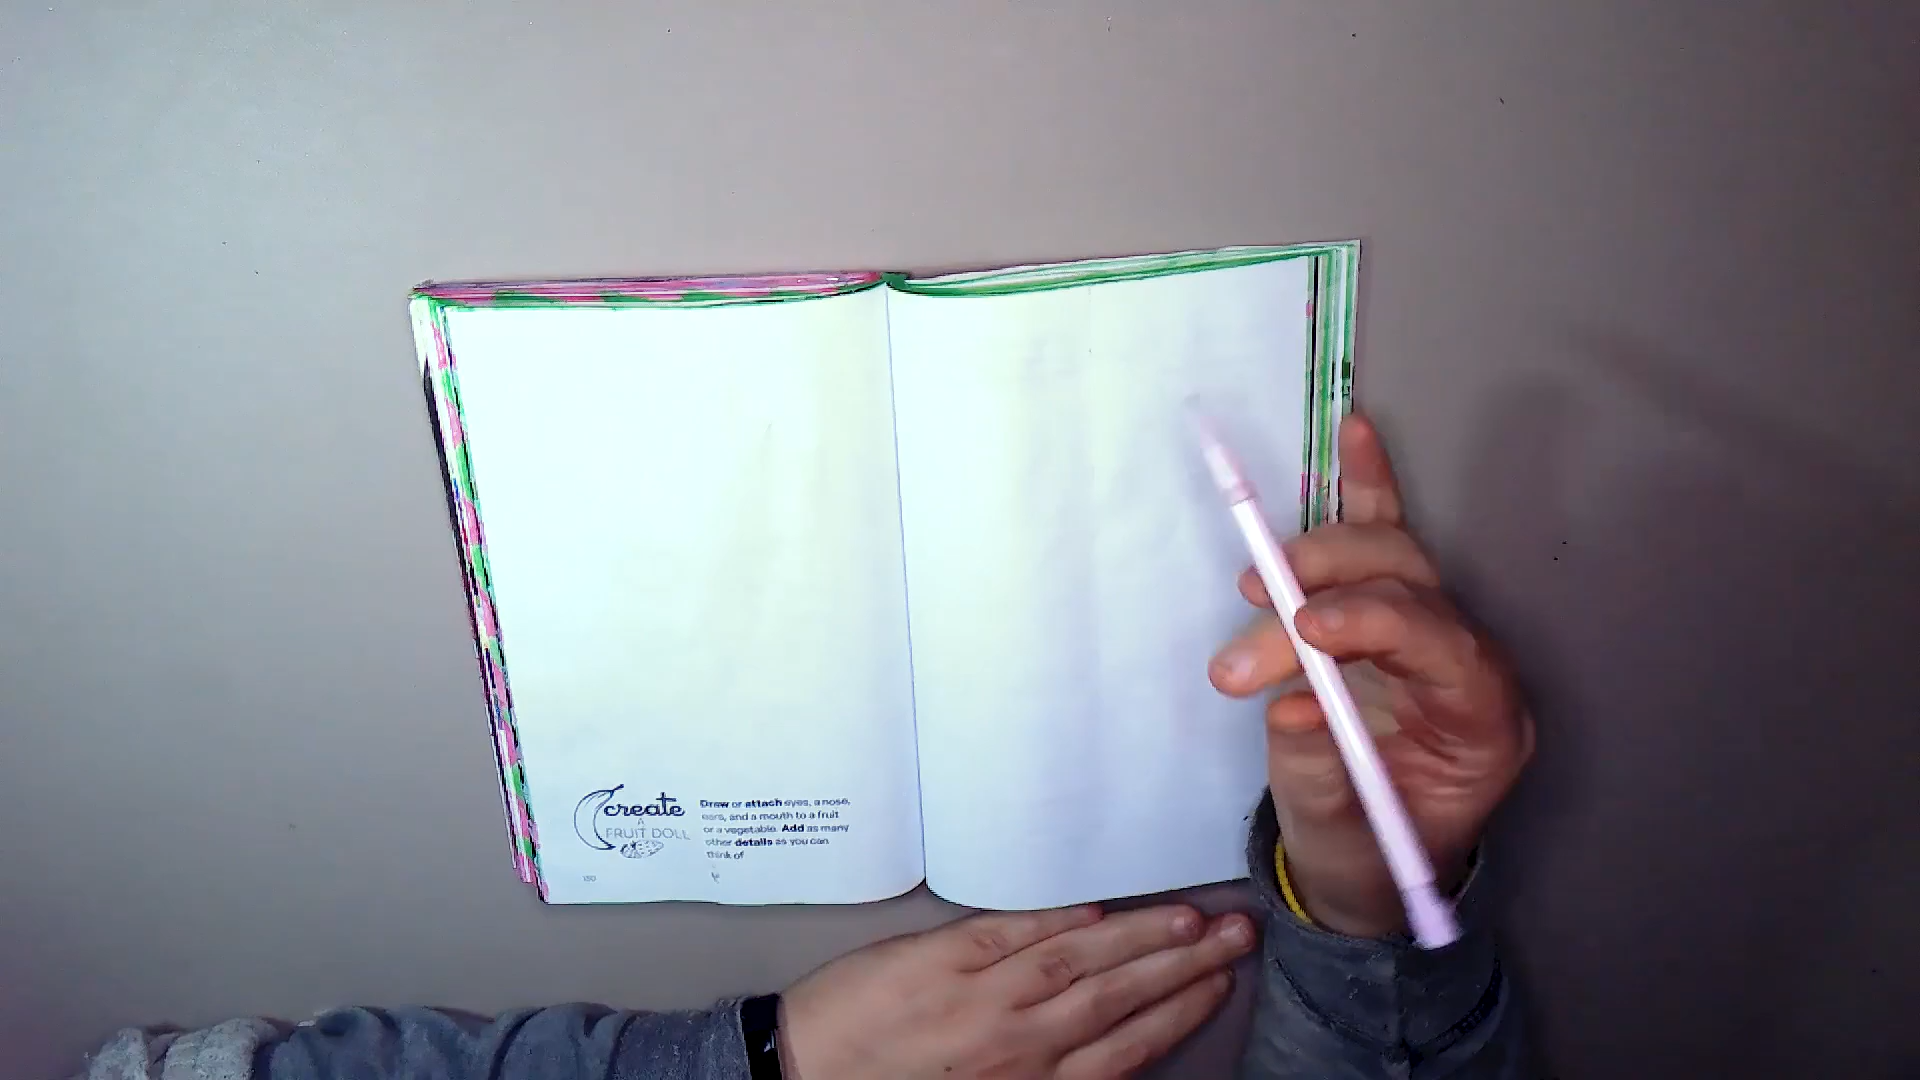 create
A
FRUIT DOLL
Draw or attach eyes, a nose,
ears, and a mouth to a fruit
or a vegetable. Add as many
other details as you can
think of
130